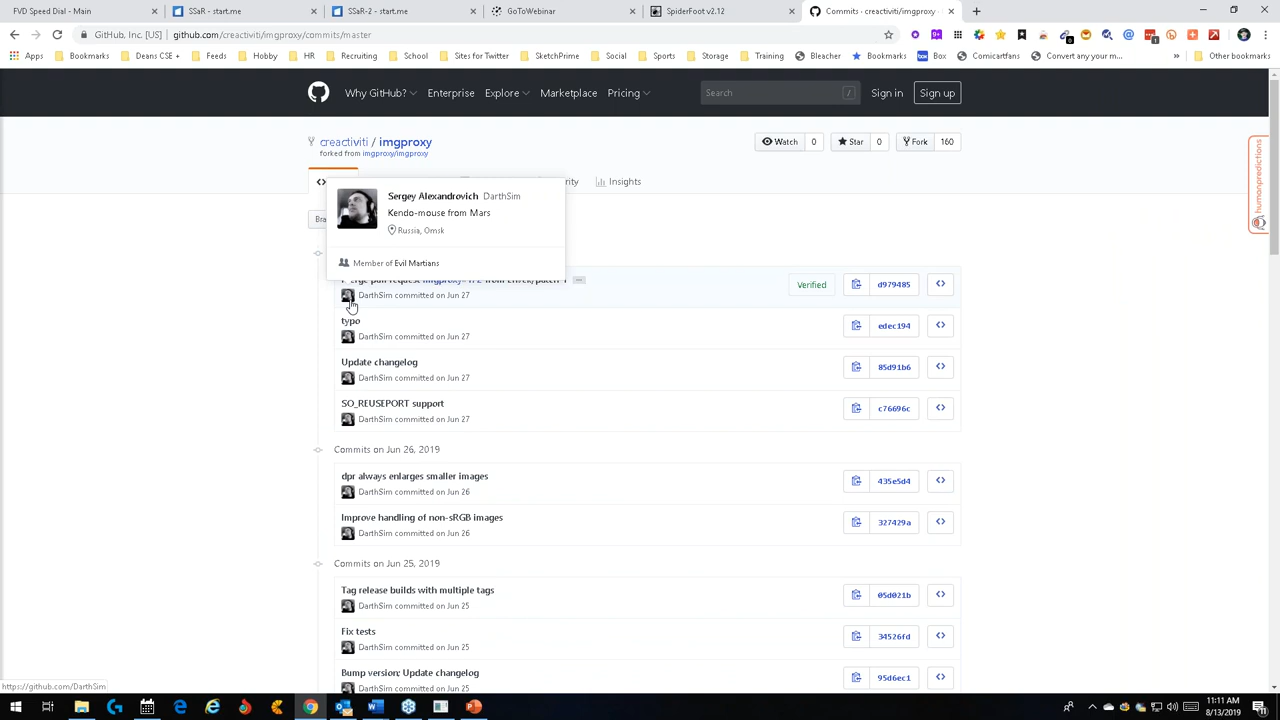 FVD Speed Dial - Main
SSAR - start.me
SSAR-2 - start.me
GoToWebinar
SpiderFoot v2.12
Commits · creactiviti/imgproxy
GitHub, Inc. [US] | github.com/creactiviti/imgproxy/commits/master
Apps
Bookmarks
Deans CSE +
Feeds
Hobby
HR
Recruiting
School
Sites for Twitter
SketchPrime
Social
Sports
Storage
Training
Bleacher
Bookmarks
Box
Comicartfans
Convert any your m...
»
Other bookmarks
Why GitHub?
Enterprise
Explore
Marketplace
Pricing
Search
/
Sign in
Sign up
creactiviti / imgproxy
forked from imgproxy/imgproxy
Watch 0
Star 0
Fork 160
Insights
humanpredictions
Sergey Alexandrovich DarthSim
Kendo-mouse from Mars
Russia, Omsk
Member of Evil Martians
DarthSim committed on Jun 27
Verified
d979485
typo
DarthSim committed on Jun 27
edec194
Update changelog
DarthSim committed on Jun 27
85d91b6
SO_REUSEPORT support
DarthSim committed on Jun 27
c76696c
Commits on Jun 26, 2019
dpr always enlarges smaller images
DarthSim committed on Jun 26
435e5d4
Improve handling of non-sRGB images
DarthSim committed on Jun 26
327429a
Commits on Jun 25, 2019
Tag release builds with multiple tags
DarthSim committed on Jun 25
05d021b
Fix tests
DarthSim committed on Jun 25
34526fd
Bump version; Update changelog
DarthSim committed on Jun 25
95d6ec1
https://github.com/DarthSim
11:11 AM
8/13/2019